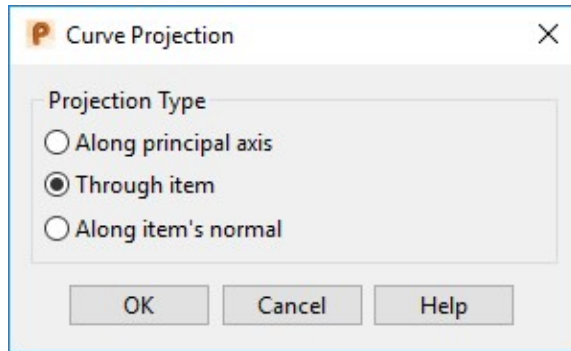 Curve Projection
Projection Type
Along principal axis
Through item
Along item's normal
OK Cancel Help